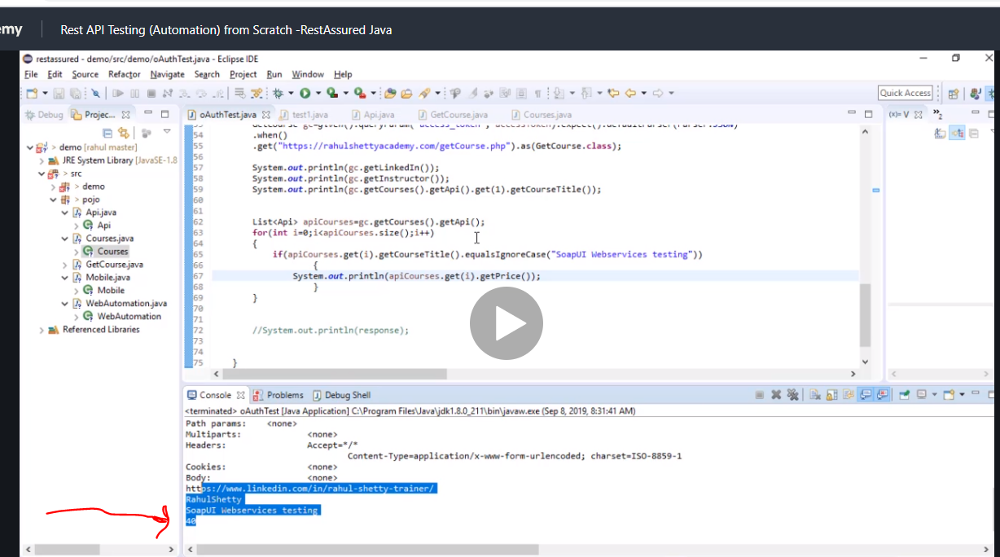 emy Rest API Testing (Automation) from Scratch -RestAssured Java
restassured - demo/src/demo/oAuthTest.java - Eclipse IDE
File Edit Source Refactor Navigate Search Project Run Window Help
Quick Access
Debug Projec... oAuthTest.java test1.java Api.java GetCourse.java Courses.java (x)= V »2
demo [rahul master]
JRE System Library [JavaSE-1.8
> src
> demo
> pojo
Api.java
Api
Courses.java
Courses
GetCourse.java
Mobile.java
Mobile
WebAutomation.java
WebAutomation
Referenced Libraries
54 .when()
55 .get("https://rahulshettyacademy.com/getCourse.php").as(GetCourse.class);
56
57 System.out.println(gc.getLinkedIn());
58 System.out.println(gc.getInstructor());
59 System.out.println(gc.getCourses().getApi().get(1).getCourseTitle());
60
61
62 List<Api> apiCourses=gc.getCourses().getApi();
63 for(int i=0;i<apiCourses.size();i++)
64 {
65 if(apiCourses.get(i).getCourseTitle().equalsIgnoreCase("SoapUI Webservices testing"))
66 {
67 System.out.println(apiCourses.get(i).getPrice());
68 }
69 }
70
71
72 //System.out.println(response);
73
74
75 }
Console Problems Debug Shell
<terminated> oAuthTest [Java Application] C:\Program Files\Java\jdk1.8.0_211\bin\javaw.exe (Sep 8, 2019, 8:31:41 AM)
Path params: <none>
Multiparts: <none>
Headers: Accept=*/*
Content-Type=application/x-www-form-urlencoded; charset=ISO-8859-1
Cookies: <none>
Body: <none>
https://www.linkedin.com/in/rahul-shetty-trainer/
RahulShetty
SoapUI Webservices testing
40